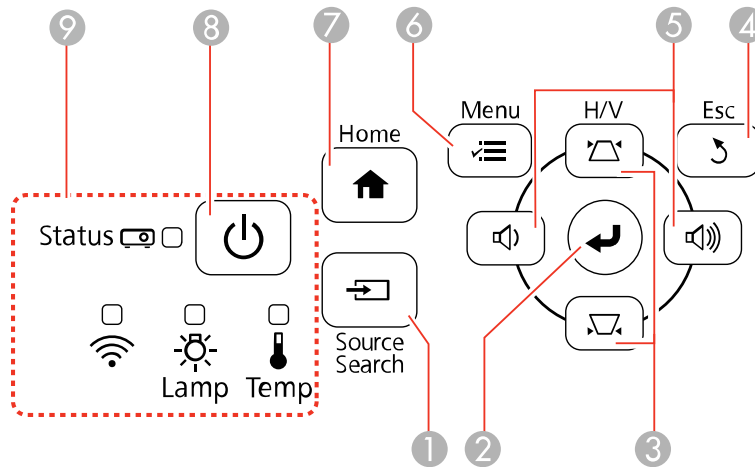 9 8 7 6 5 4
Menu H/V Esc
Home
Status
Source
Search
Lamp Temp
1 2 3